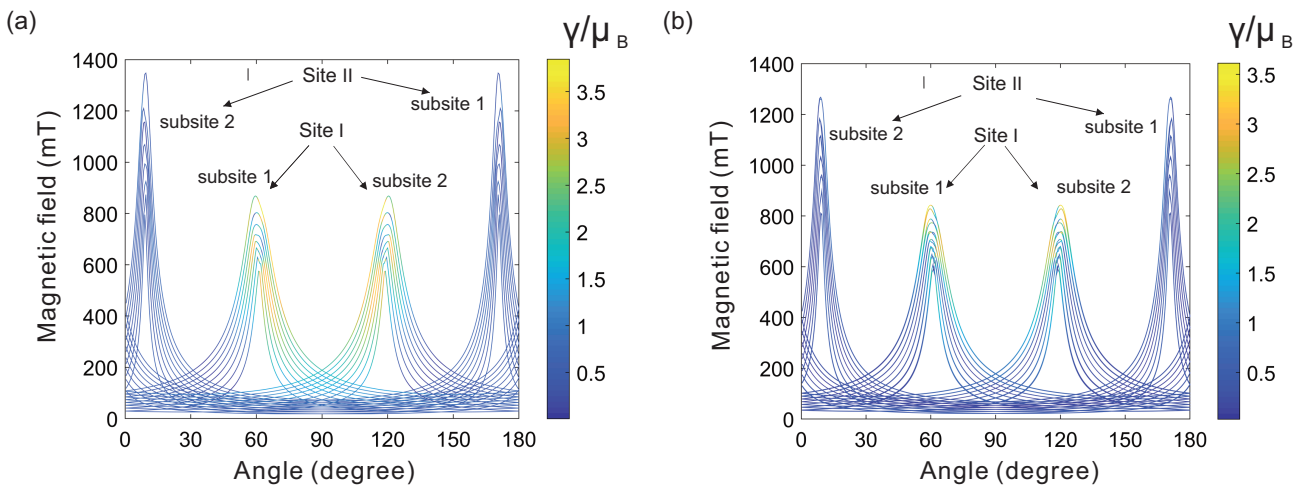 (a)
γ/μ B
1400
1200
1000
800
600
400
200
0
Magnetic field (mT)
I
Site II
subsite 1
subsite 2
Site I
subsite 1
subsite 2
0 30 60 90 120 150 180
Angle (degree)
3.5
3
2.5
2
1.5
1
0.5
(b)
γ/μ B
1400
1200
1000
800
600
400
200
0
Magnetic field (mT)
I
Site II
subsite 2
subsite 1
Site I
subsite 1
subsite 2
0 30 60 90 120 150 180
Angle (degree)
3.5
3
2.5
2
1.5
1
0.5